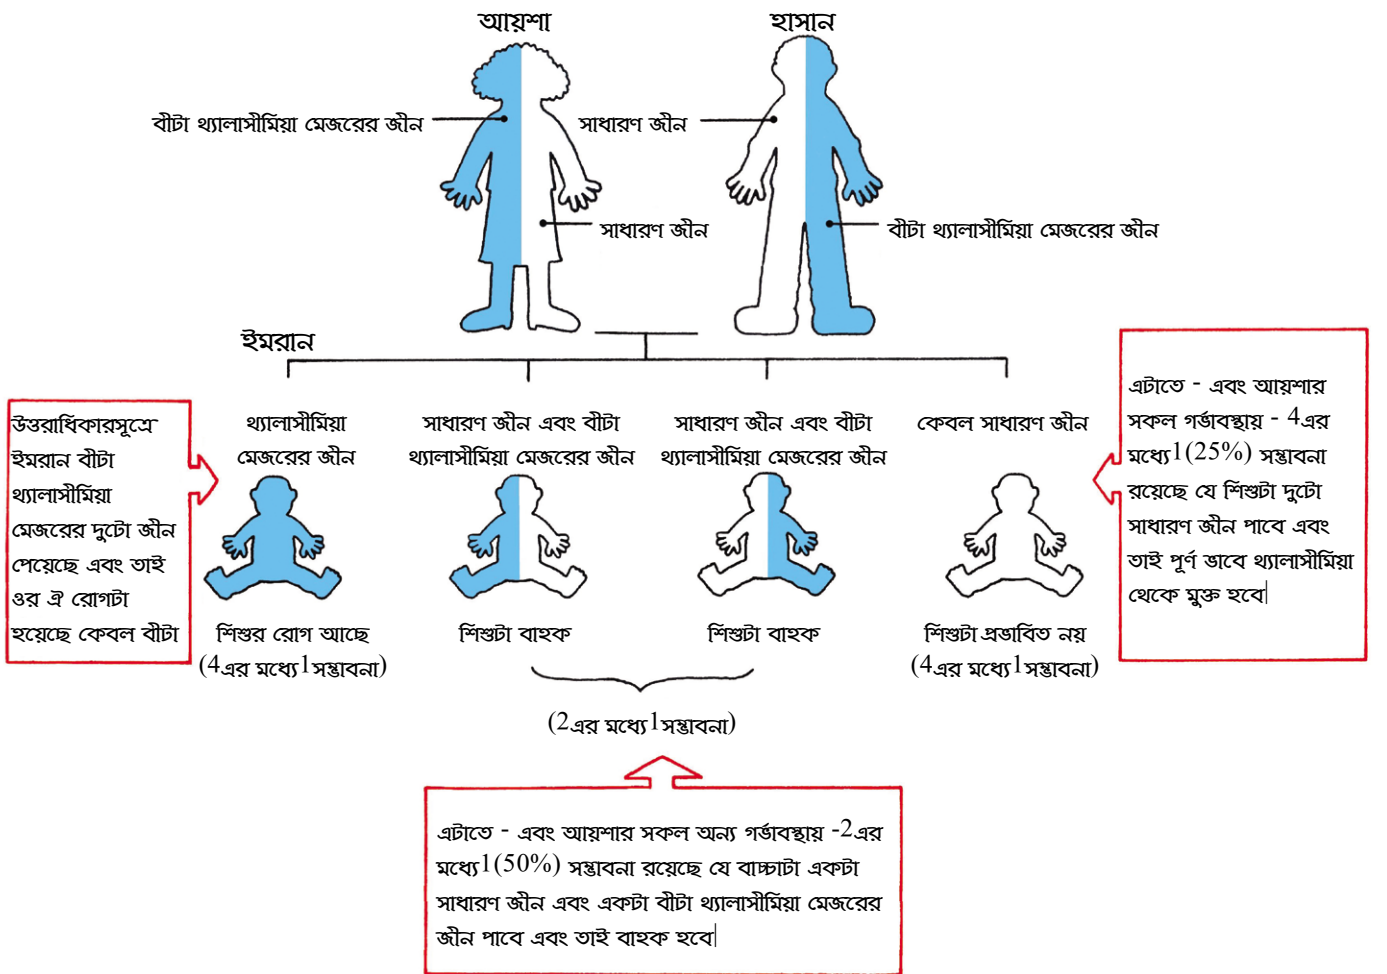 আয়শা
হাসান
বীটা থ্যালাসীমিয়া মেজরের জীন
সাধারণ জীন
সাধারণ জীন
বীটা থ্যালাসীমিয়া মেজরের জীন
ইমরান
উত্তরাধিকারসূত্রে
ইমরান বীটা
থ্যালাসীমিয়া
মেজরের দুটো জীন
পেয়েছে এবং তাই
ওর ঐ রোগটা
হয়েছে কেবল বীটা
থ্যালাসীমিয়া
মেজরের জীন
শিশুর রোগ আছে
(4এর মধ্যে1সম্ভাবনা)
সাধারণ জীন এবং বীটা
থ্যালাসীমিয়া মেজরের জীন
শিশুটা বাহক
সাধারণ জীন এবং বীটা
থ্যালাসীমিয়া মেজরের জীন
শিশুটা বাহক
(2এর মধ্যে1সম্ভাবনা)
কেবল সাধারণ জীন
শিশুটা প্রভাবিত নয়
(4এর মধ্যে1সম্ভাবনা)
এটাতে - এবং আয়শার
সকল গর্ভাবস্থায় - 4এর
মধ্যে1(25%) সম্ভাবনা
রয়েছে যে শিশুটা দুটো
সাধারণ জীন পাবে এবং
তাই পূর্ণ ভাবে থ্যালাসীমিয়া
থেকে মুক্ত হবে|
এটাতে - এবং আয়শার সকল অন্য গর্ভাবস্থায় -2এর
মধ্যে1(50%) সম্ভাবনা রয়েছে যে বাচ্চাটা একটা
সাধারণ জীন এবং একটা বীটা থ্যালাসীমিয়া মেজরের
জীন পাবে এবং তাই বাহক হবে|